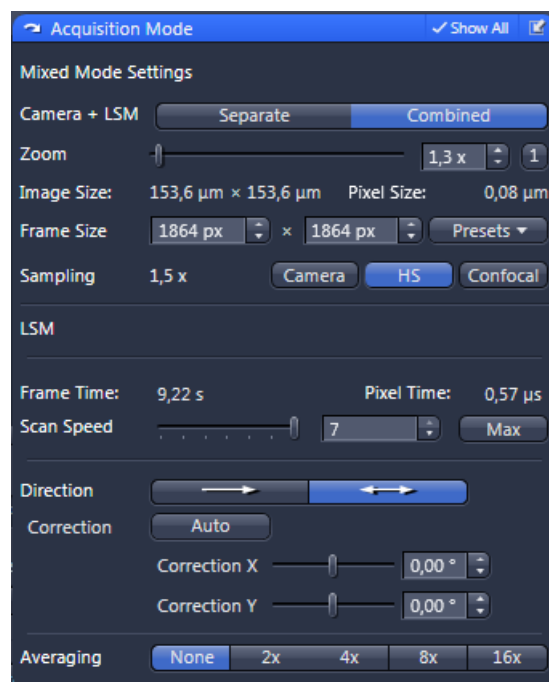 Acquisition Mode Show All
Mixed Mode Settings
Camera + LSM Separate Combined
Zoom 1,3 x 1
Image Size: 153,6 µm × 153,6 µm Pixel Size: 0,08 µm
Frame Size 1864 px × 1864 px Presets
Sampling 1,5 x Camera HS Confocal
LSM
Frame Time: 9,22 s Pixel Time: 0,57 µs
Scan Speed 7 Max
Direction
Correction Auto
Correction X 0,00 °
Correction Y 0,00 °
Averaging None 2x 4x 8x 16x